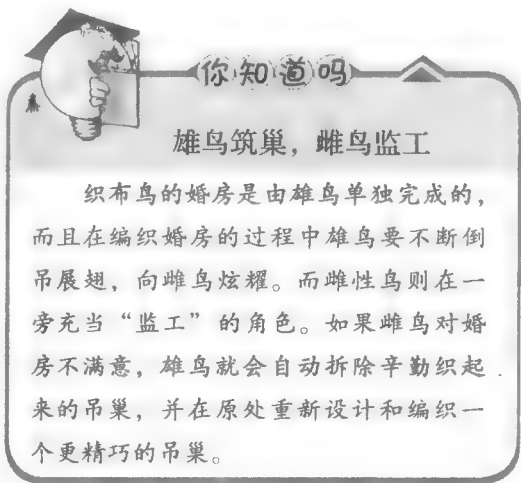 你知道吗
雄鸟筑巢，雌鸟监工
织布鸟的婚房是由雄鸟单独完成的，
而且在编织婚房的过程中雄鸟要不断倒
吊展翅，向雌鸟炫耀。而雌性鸟则在一
旁充当“监工”的角色。如果雌鸟对婚
房不满意，雄鸟就会自动拆除辛勤织起
来的吊巢，并在原处重新设计和编织一
个更精巧的吊巢。